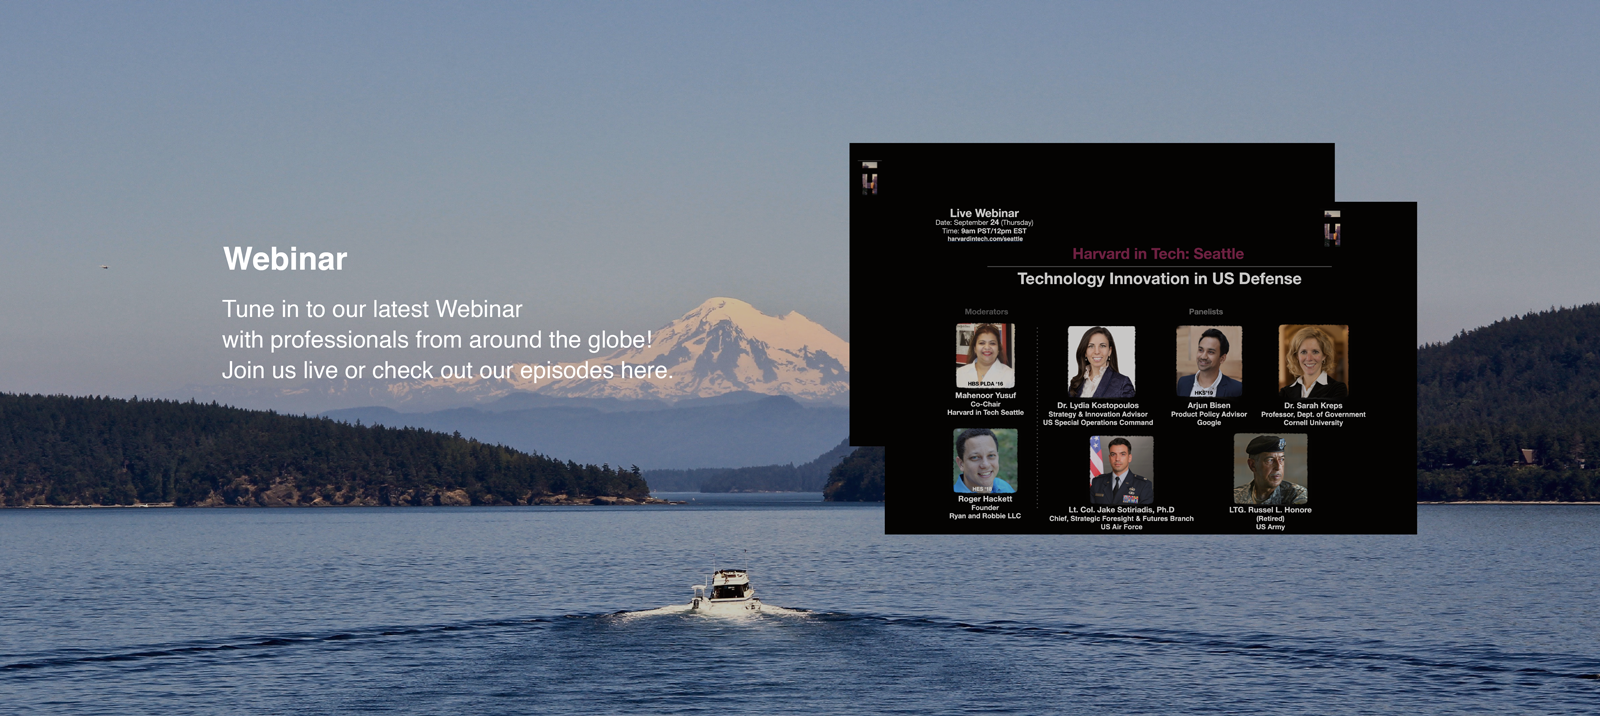 Webinar
Tune in to our latest Webinar
with professionals from around the globe!
Join us live or check out our episodes here.
Live Webinar
Date: September 24 (Thursday)
Time: 9am PST/12pm EST
harvardintech.com/seattle
Harvard in Tech: Seattle
Technology Innovation in US Defense
Moderators
Panelists
HBS PLDA '18
Mahenoor Yusuf
Co-Chair
Harvard in Tech Seattle
Dr. Lydia Kostopoulos
Strategy & Innovation Advisor
US Special Operations Command
HKS'19
Arjun Bisen
Product Policy Advisor
Google
Dr. Sarah Kreps
Professor, Dept. of Government
Cornell University
Roger Hackett
Founder
Ryan and Robbie LLC
Lt. Col. Jake Sotiriadis, Ph.D
Chief, Strategic Foresight & Futures Branch
US Air Force
LTG. Russel L. Honore
(Retired)
US Army